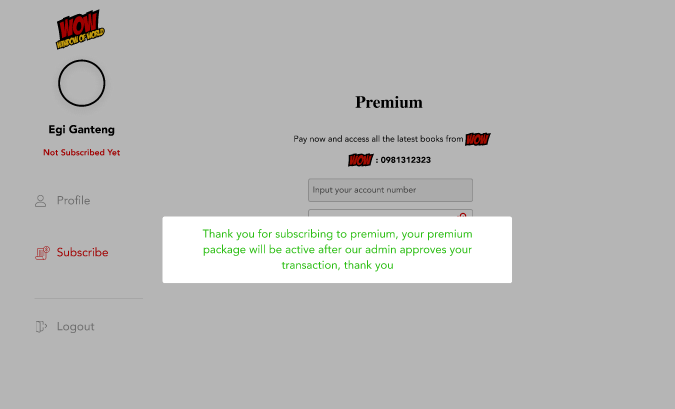 WOW
WINDOW OF WORLD
Egi Ganteng
Not Subscribed Yet
Profile
Subscribe
Logout
Premium
Pay now and access all the latest books from WOW
WOW : 0981312323
Input your account number
Thank you for subscribing to premium, your premium
package will be active after our admin approves your
transaction, thank you